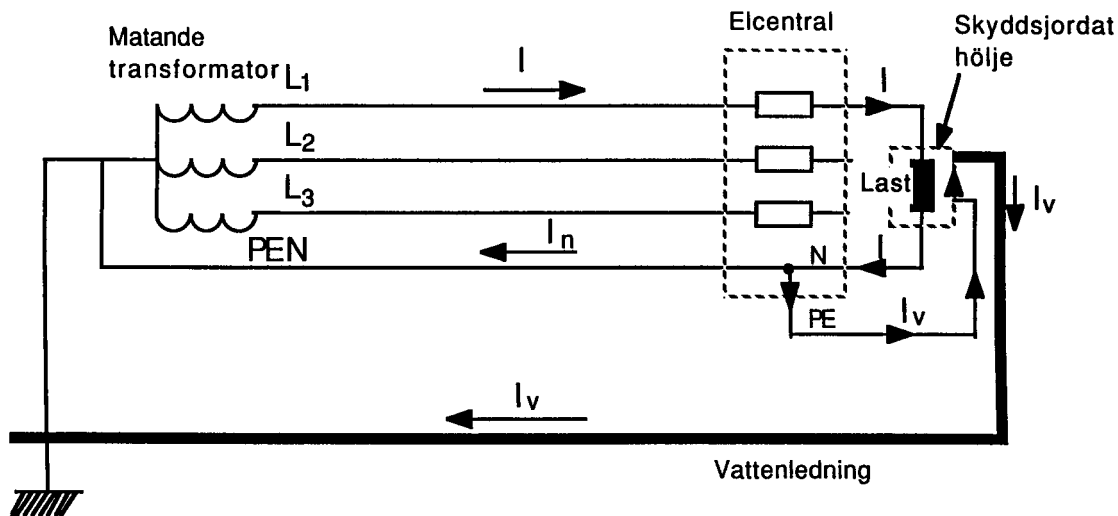 Matande
transformator
L1
L2
L3
PEN
I
Elcentral
I
Skyddsjordat
hölje
Last
Iv
In
N
I
PE
Iv
Iv
Vattenledning